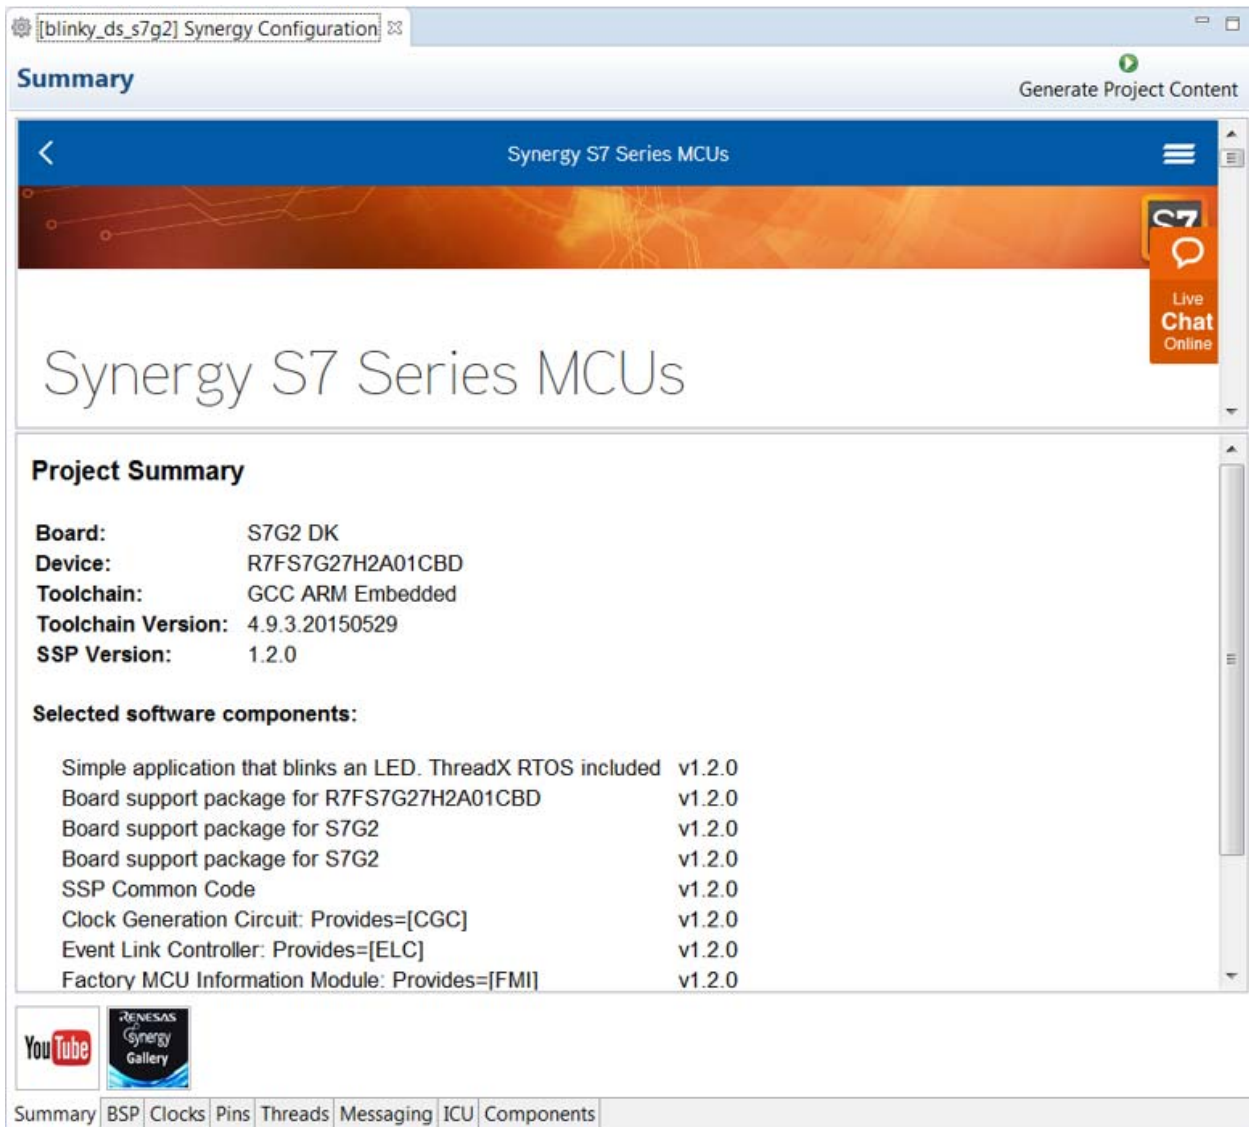 [blinky_ds_s7g2] Synergy Configuration
Summary
Generate Project Content
Synergy S7 Series MCUs
S7
Live
Chat
Online
Synergy S7 Series MCUs
Project Summary
Board: S7G2 DK
Device: R7FS7G27H2A01CBD
Toolchain: GCC ARM Embedded
Toolchain Version: 4.9.3.20150529
SSP Version: 1.2.0
Selected software components:
Simple application that blinks an LED. ThreadX RTOS included v1.2.0
Board support package for R7FS7G27H2A01CBD v1.2.0
Board support package for S7G2 v1.2.0
Board support package for S7G2 v1.2.0
SSP Common Code v1.2.0
Clock Generation Circuit: Provides=[CGC] v1.2.0
Event Link Controller: Provides=[ELC] v1.2.0
Factory MCU Information Module: Provides=[FMI] v1.2.0
YouTube
RENESAS
Synergy
Gallery
Summary BSP Clocks Pins Threads Messaging ICU Components